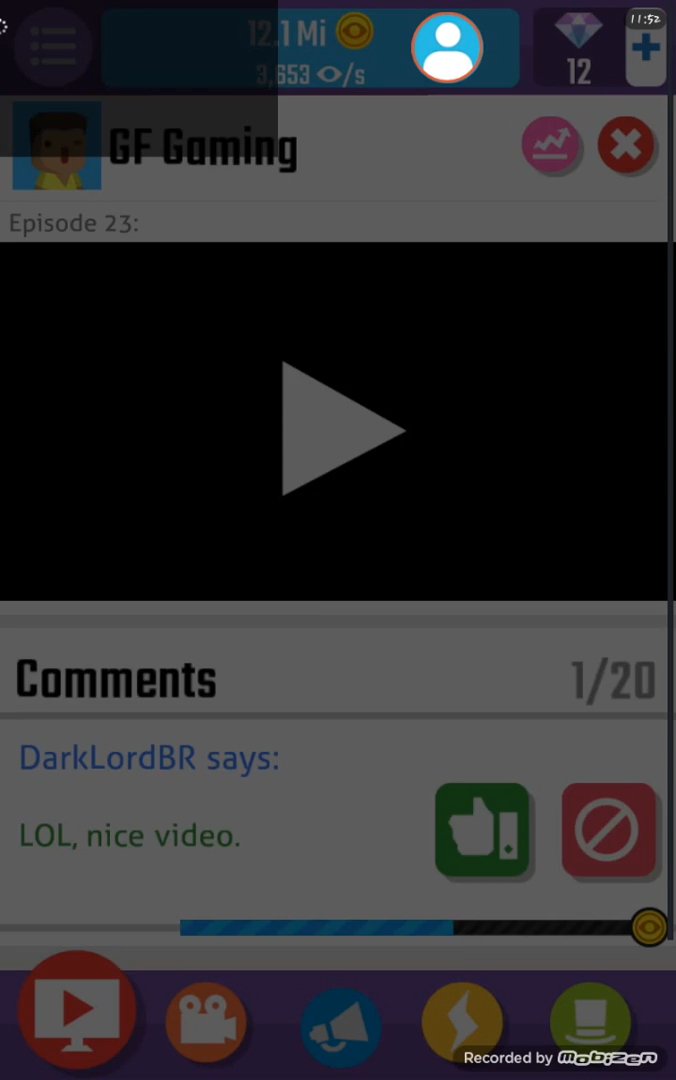 11:52
12.1 Mi
3,653 /s
12
GF Gaming
Episode 23:
Comments
1/20
DarkLordBR says:
LOL, nice video.
Recorded by mobizen